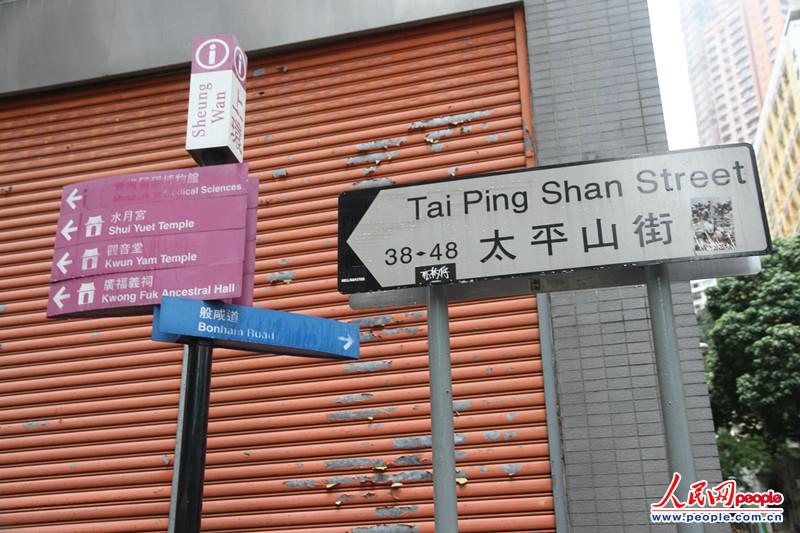 Sheung
Wan
上環
Museum of Medical Sciences
水月宮
Shui Yuet Temple
觀音堂
Kwun Yam Temple
廣福義祠
Kwong Fuk Ancestral Hall
般咸道
Bonham Road
Tai Ping Shan Street
38-48 太平山街
人民网 people
www.people.com.cn